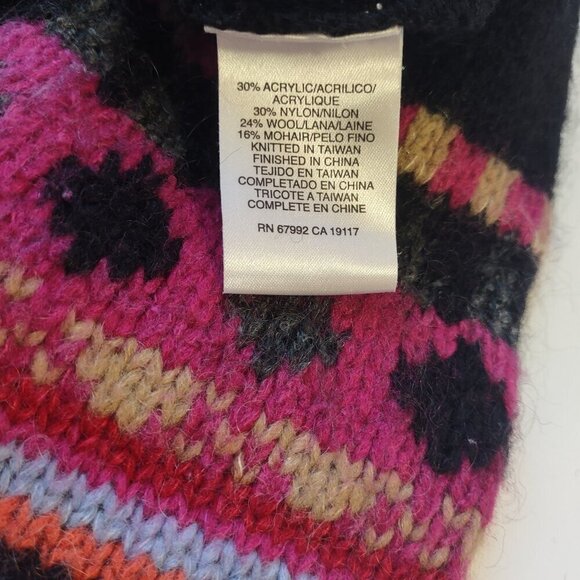 30% ACRYLIC/ACRILICO/
ACRYLIQUE
30% NYLON/NILON
24% WOOL/LANA/LAINE
16% MOHAIR/PELO FINO
KNITTED IN TAIWAN
FINISHED IN CHINA
TEJIDO EN TAIWAN
COMPLETADO EN CHINA
TRICOTE A TAIWAN
COMPLETE EN CHINE
RN 67992 CA 19117